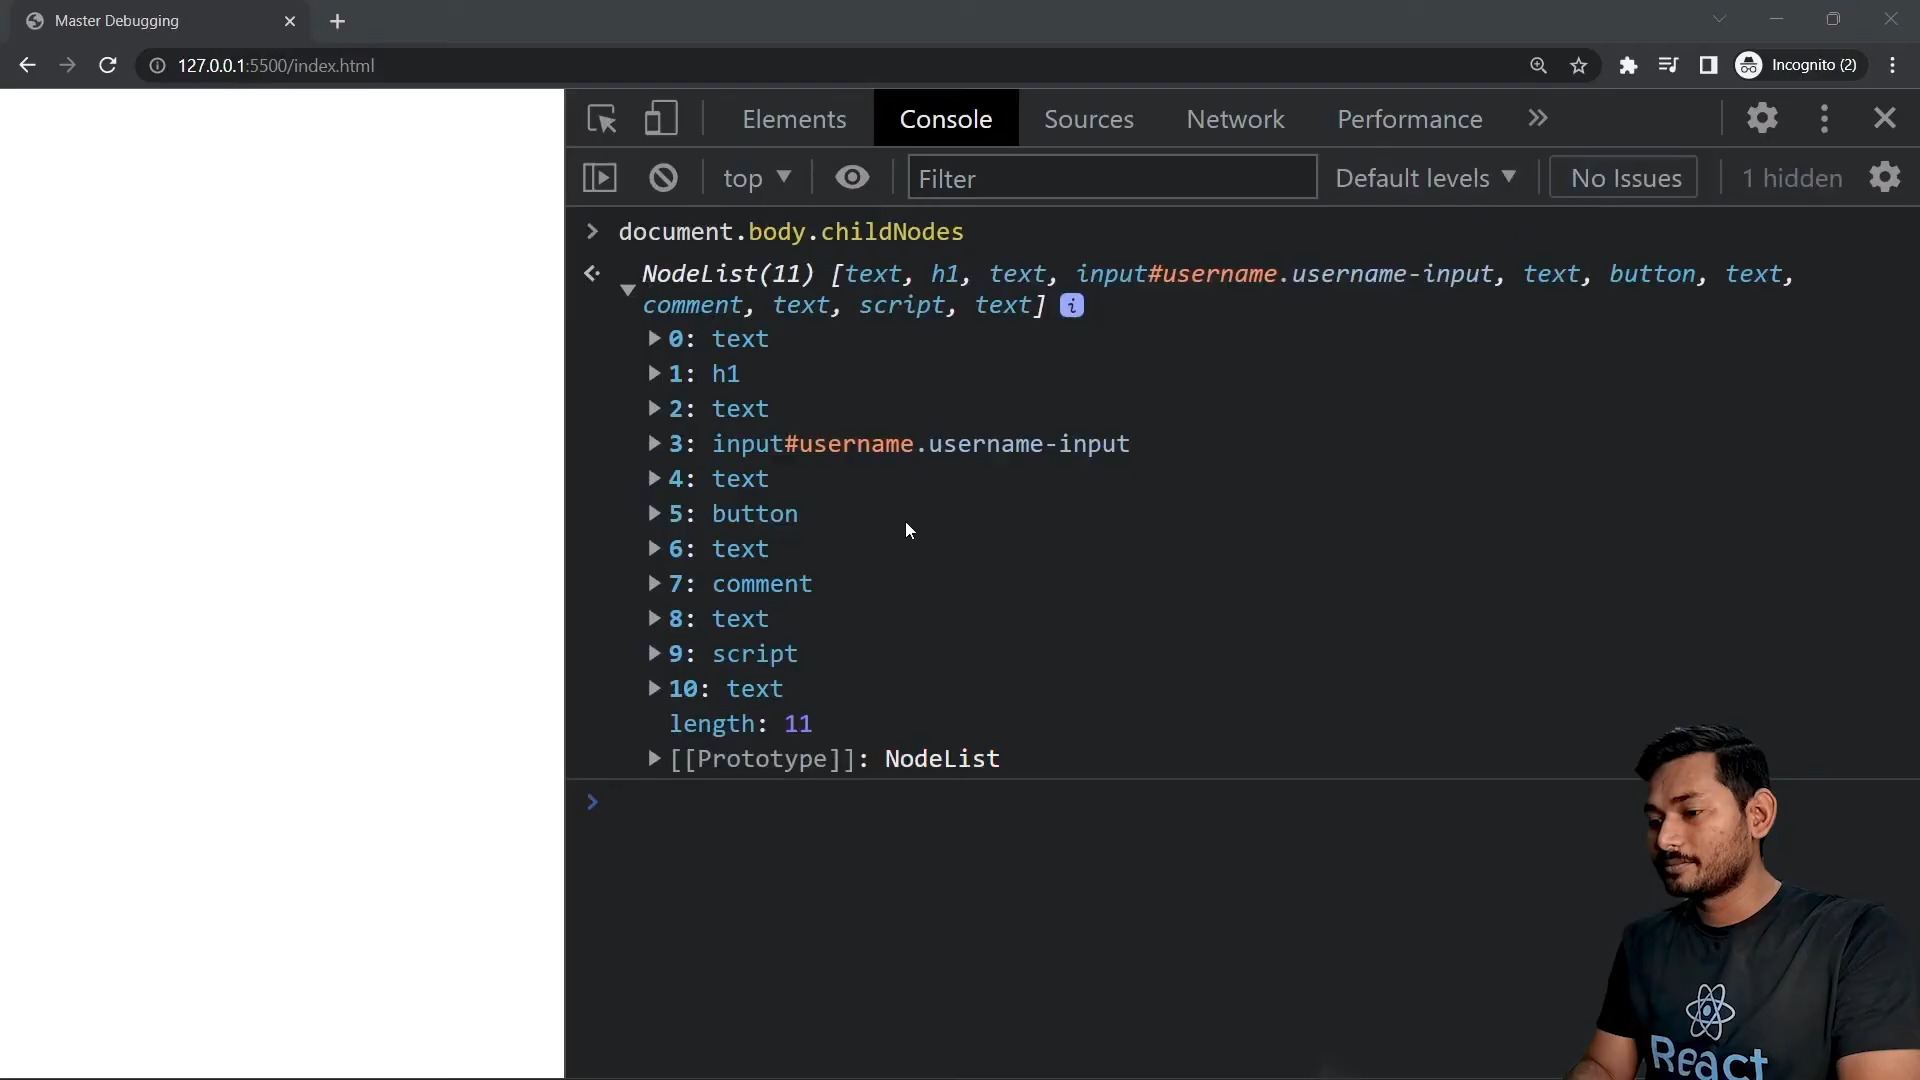 Master Debugging
127.0.0.1:5500/index.html
Incognito (2)
Elements Console Sources Network Performance
top Filter Default levels No Issues 1 hidden
document.body.childNodes
NodeList(11) [text, h1, text, input#username.username-input, text, button, text,
comment, text, script, text] i
0: text
1: h1
2: text
3: input#username.username-input
4: text
5: button
6: text
7: comment
8: text
9: script
10: text
length: 11
[[Prototype]]: NodeList
React